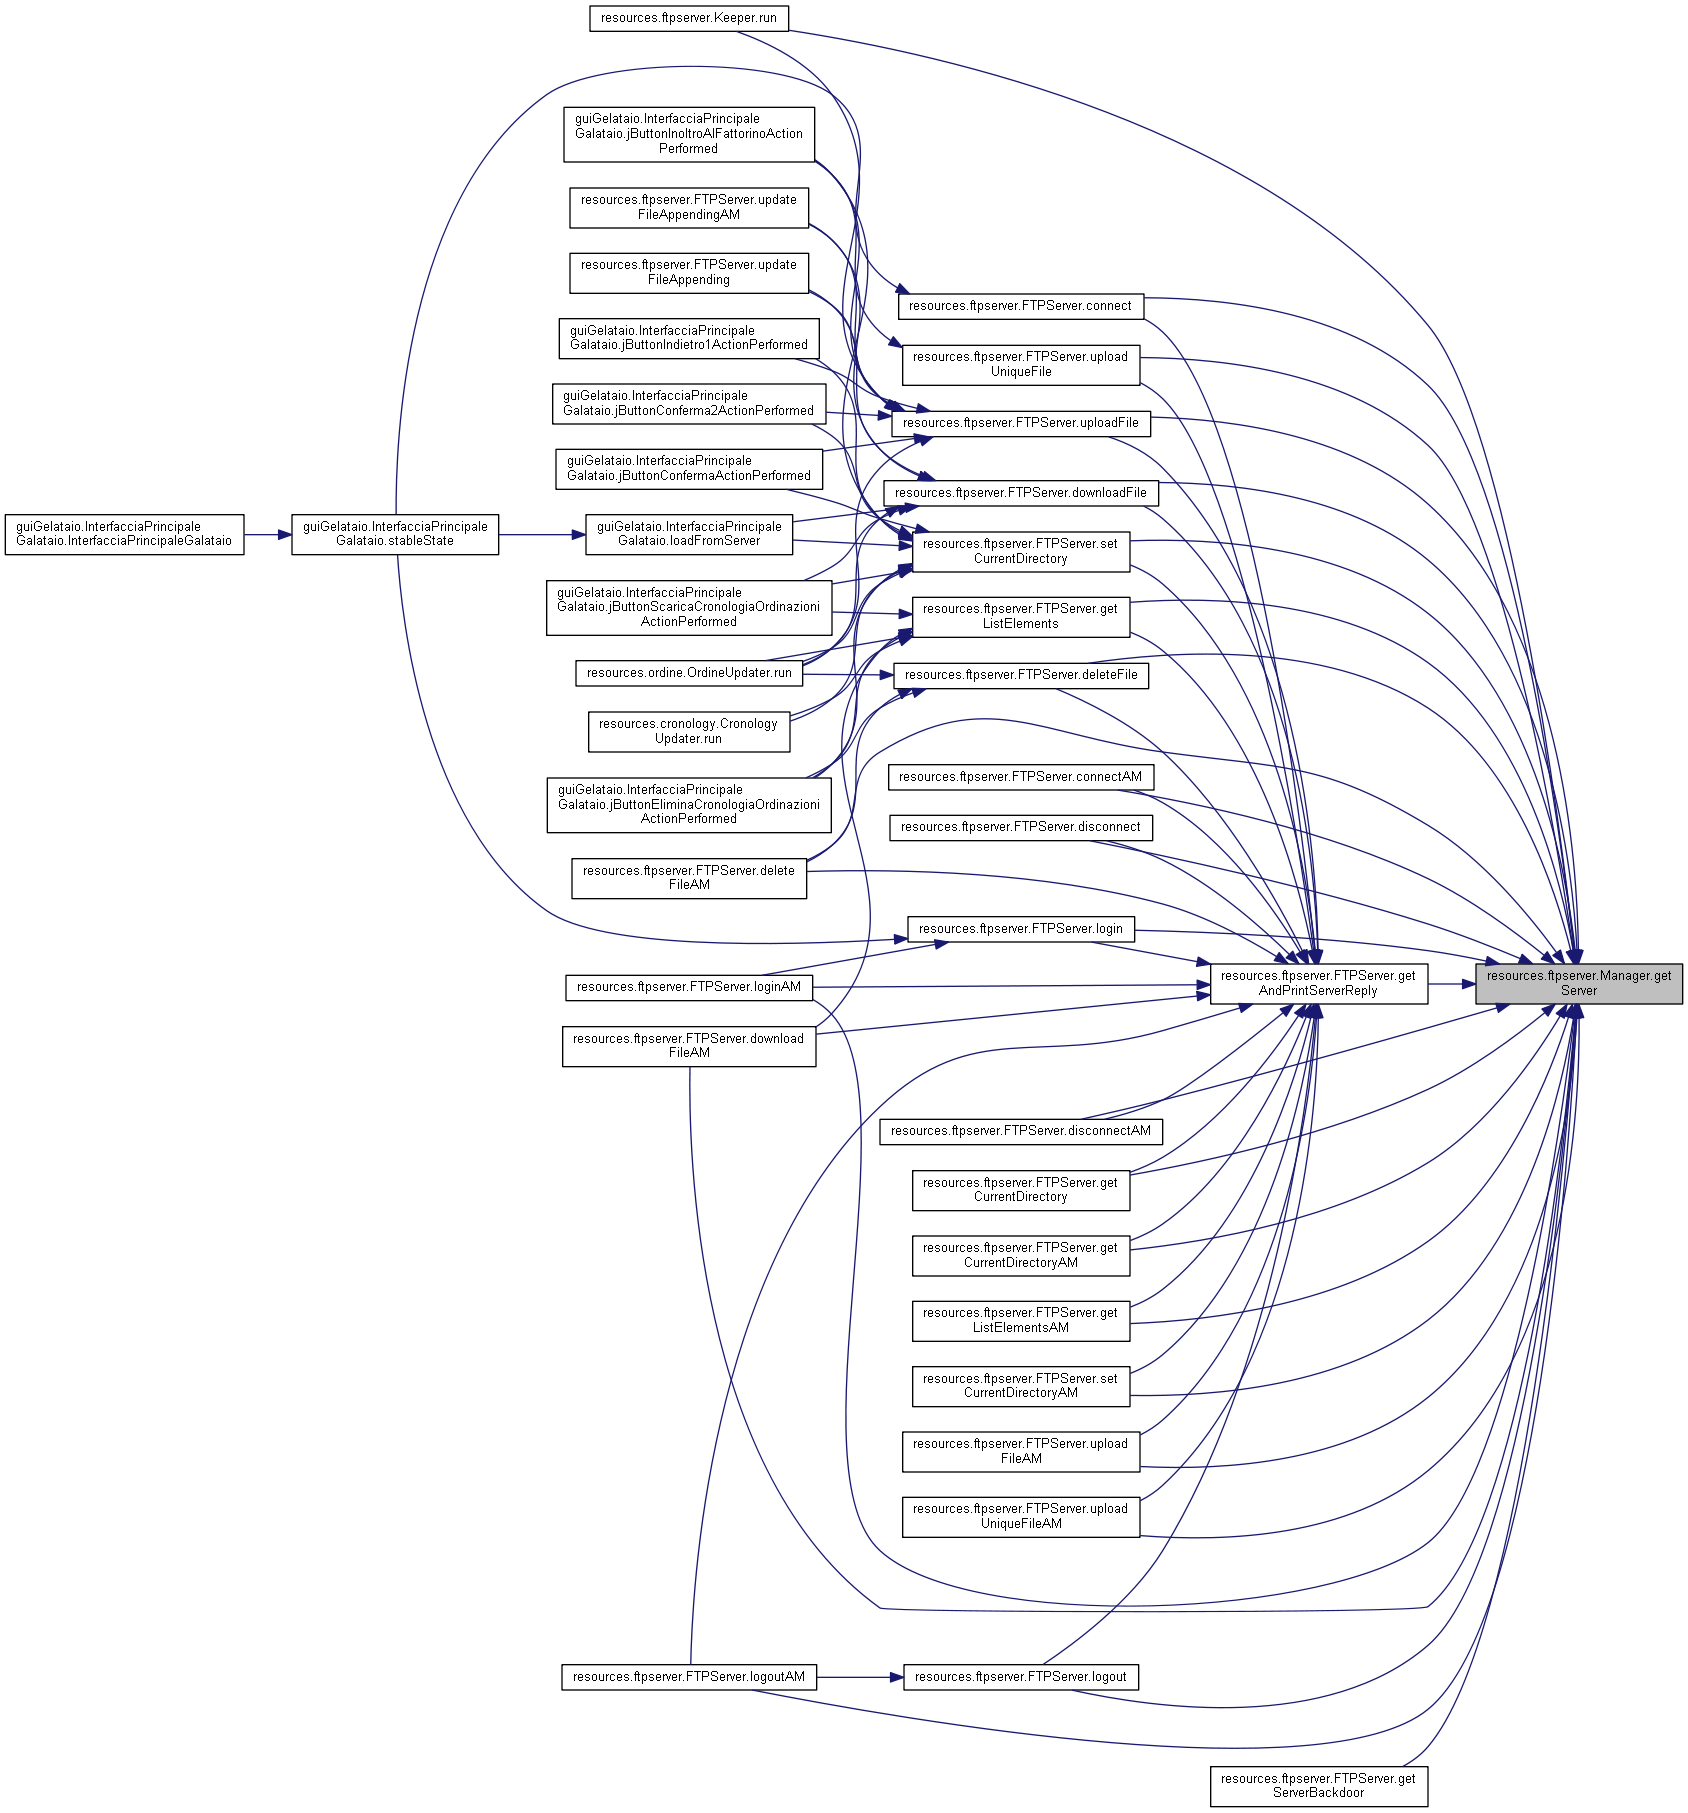 resources.ftpserver.Keeper.run
guiGelataio.InterfacciaPrincipale
Galataio.jButtonInoltroAlFattorinoAction
Performed
resources.ftpserver.FTPServer.update
FileAppendingAM
resources.ftpserver.FTPServer.update
FileAppending
resources.ftpserver.FTPServer.connect
guiGelataio.InterfacciaPrincipale
Galataio.jButtonIndietro1ActionPerformed
resources.ftpserver.FTPServer.upload
UniqueFile
guiGelataio.InterfacciaPrincipale
Galataio.jButtonConferma2ActionPerformed
resources.ftpserver.FTPServer.uploadFile
guiGelataio.InterfacciaPrincipale
Galataio.jButtonConfermaActionPerformed
resources.ftpserver.FTPServer.downloadFile
guiGelataio.InterfacciaPrincipale
Galataio.InterfacciaPrincipaleGalataio
guiGelataio.InterfacciaPrincipale
Galataio.stableState
guiGelataio.InterfacciaPrincipale
Galataio.loadFromServer
resources.ftpserver.FTPServer.set
CurrentDirectory
guiGelataio.InterfacciaPrincipale
Galataio.jButtonScaricaCronologiaOrdinazioni
ActionPerformed
resources.ftpserver.FTPServer.get
ListElements
resources.ordine.OrdineUpdater.run
resources.ftpserver.FTPServer.deleteFile
resources.cronology.Cronology
Updater.run
resources.ftpserver.FTPServer.connectAM
guiGelataio.InterfacciaPrincipale
Galataio.jButtonEliminaCronologiaOrdinazioni
ActionPerformed
resources.ftpserver.FTPServer.disconnect
resources.ftpserver.FTPServer.delete
FileAM
resources.ftpserver.FTPServer.login
resources.ftpserver.FTPServer.loginAM
resources.ftpserver.FTPServer.get
AndPrintServerReply
resources.ftpserver.Manager.get
Server
resources.ftpserver.FTPServer.download
FileAM
resources.ftpserver.FTPServer.disconnectAM
resources.ftpserver.FTPServer.get
CurrentDirectory
resources.ftpserver.FTPServer.get
CurrentDirectoryAM
resources.ftpserver.FTPServer.get
ListElementsAM
resources.ftpserver.FTPServer.set
CurrentDirectoryAM
resources.ftpserver.FTPServer.upload
FileAM
resources.ftpserver.FTPServer.upload
UniqueFileAM
resources.ftpserver.FTPServer.logoutAM
resources.ftpserver.FTPServer.logout
resources.ftpserver.FTPServer.get
ServerBackdoor